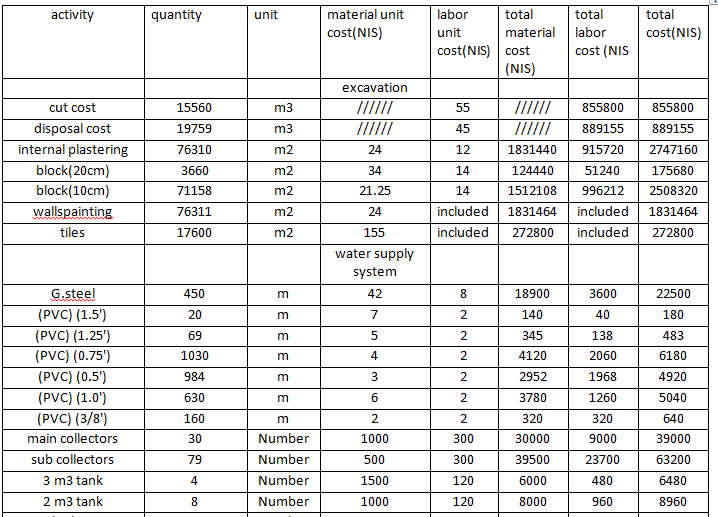 activity quantity unit material unit cost(NIS) labor unit cost(NIS) total material cost (NIS) total labor cost (NIS total cost(NIS)
excavation
cut cost 15560 m3 ////// 55 ////// 855800 855800
disposal cost 19759 m3 ////// 45 ////// 889155 889155
internal plastering 76310 m2 24 12 1831440 915720 2747160
block(20cm) 3660 m2 34 14 124440 51240 175680
block(10cm) 71158 m2 21.25 14 1512108 996212 2508320
wallspainting 76311 m2 24 included 1831464 included 1831464
tiles 17600 m2 155 included 272800 included 272800
water supply system
G.steel 450 m 42 8 18900 3600 22500
(PVC) (1.5') 20 m 7 2 140 40 180
(PVC) (1.25') 69 m 5 2 345 138 483
(PVC) (0.75') 1030 m 4 2 4120 2060 6180
(PVC) (0.5') 984 m 3 2 2952 1968 4920
(PVC) (1.0') 630 m 6 2 3780 1260 5040
(PVC) (3/8') 160 m 2 2 320 320 640
main collectors 30 Number 1000 300 30000 9000 39000
sub collectors 79 Number 500 300 39500 23700 63200
3 m3 tank 4 Number 1500 120 6000 480 6480
2 m3 tank 8 Number 1000 120 8000 960 8960